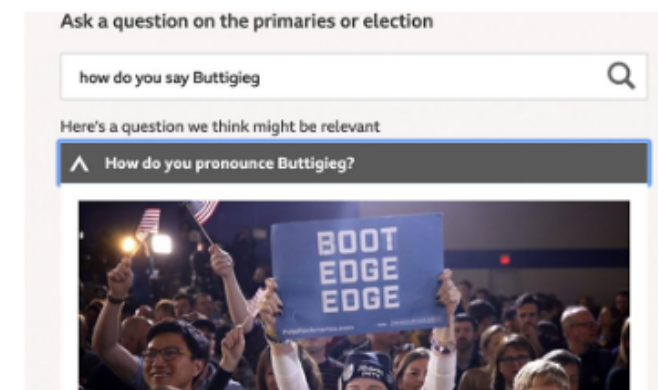 Ask a question on the primaries or election
how do you say Buttigieg
Here's a question we think might be relevant
How do you pronounce Buttigieg?
BOOT
EDGE
EDGE